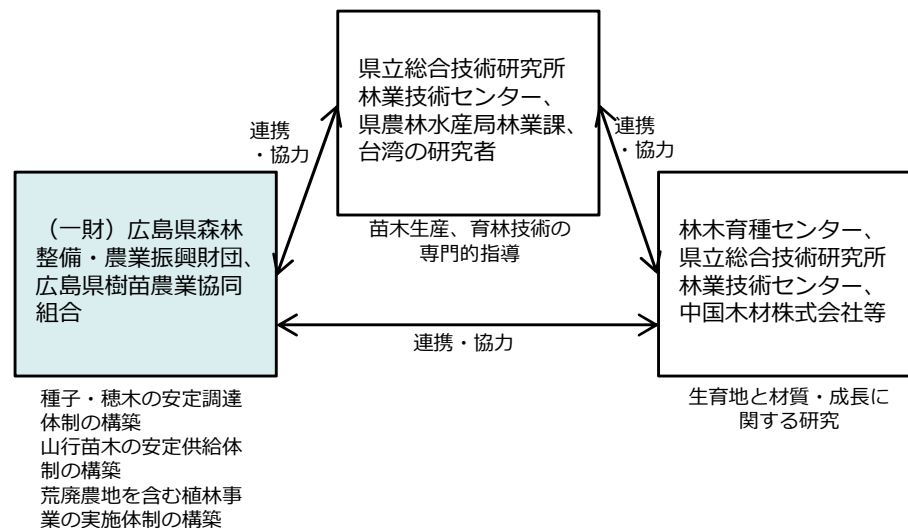 県立総合技術研究所
林業技術センター、
県農林水産局林業課、
台湾の研究者
連携
・協力
連携
・協力
苗木生産、育林技術の
専門的指導
（一財）広島県森林
整備・農業振興財団、
広島県樹苗農業協同
組合
林木育種センター、
県立総合技術研究所
林業技術センター、
中国木材株式会社等
連携・協力
種子・穂木の安定調達
体制の構築
山行苗木の安定供給体
制の構築
荒廃農地を含む植林事
業の実施体制の構築
生育地と材質・成長に
関する研究